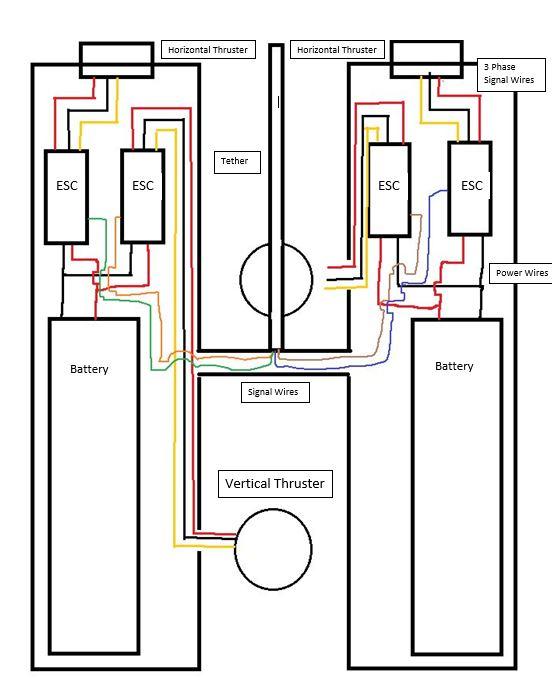 Horizontal Thruster
Horizontal Thruster
3 Phase
Signal Wires
Tether
ESC
ESC
ESC
ESC
Power Wires
Battery
Battery
Signal Wires
Vertical Thruster